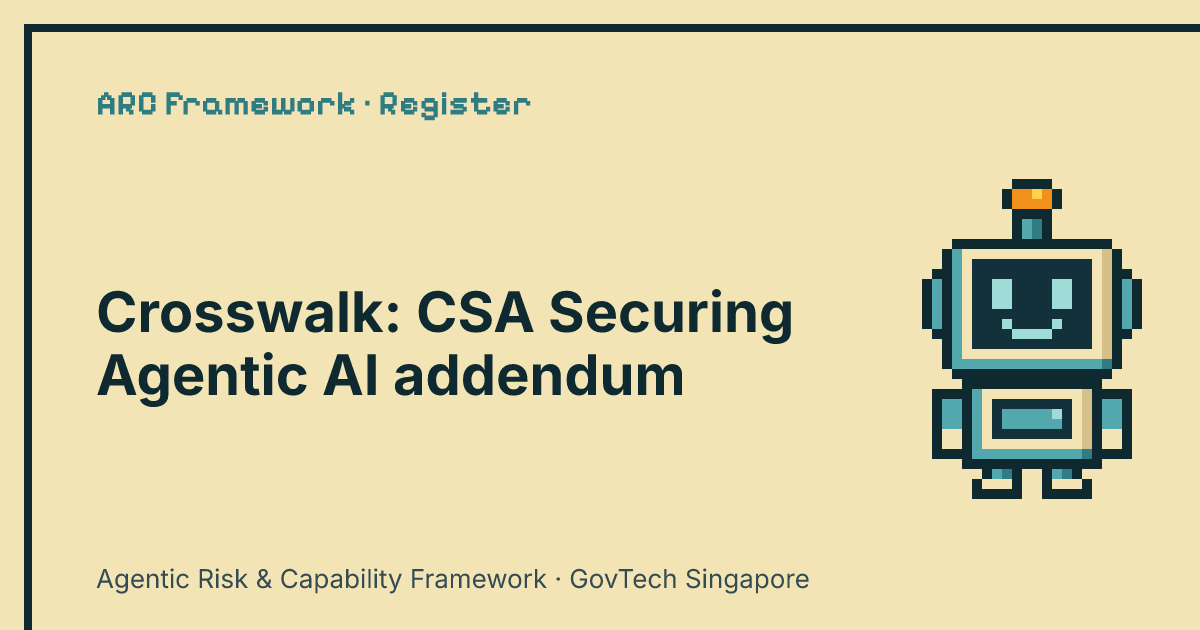 ARC Framework · Register
Crosswalk: CSA Securing
Agentic AI addendum
Agentic Risk & Capability Framework · GovTech Singapore